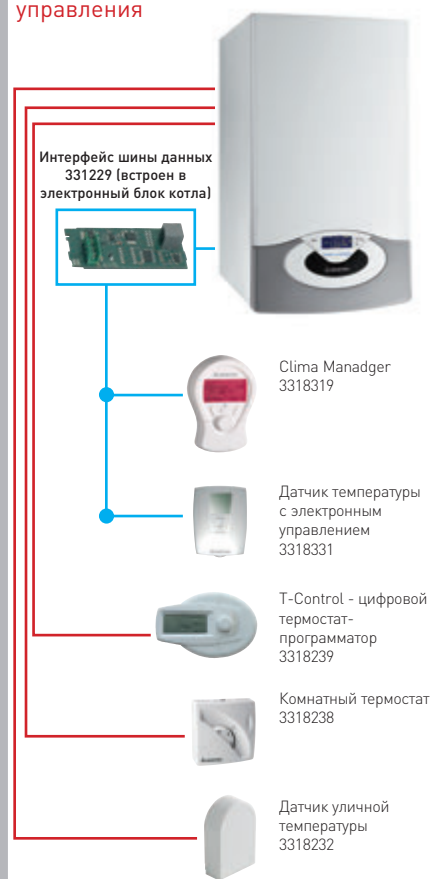 управления
Интерфейс шины данных
331229 (встроен в
электронный блок котла)
Clima Manadger
3318319
Датчик температуры
с электронным
управлением
3318331
T-Control - цифровой
термостат-
программатор
3318239
Комнатный термостат
3318238
Датчик уличной
температуры
3318232